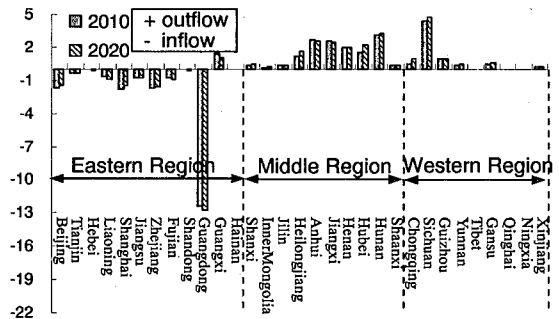 5
2
-1
-4
-7
-10
-13
-16
-19
-22
2010
2020
+ outflow
- inflow
Eastern Region
Middle Region
Western Region
Beijing
Tianjin
Hebei
Liaoning
Shanghai
Jiangsu
Zhejiang
Fujian
Shandong
Guangdong
Guangxi
Hainan
Shanxi
InnerMongolia
Jilin
Heilongjiang
Anhui
Jiangxi
Henan
Hubei
Hunan
Shaanxi
Chongqing
Sichuan
Guizhou
Yunnan
Tibet
Gansu
Qinghai
Ningxia
Xinjiang